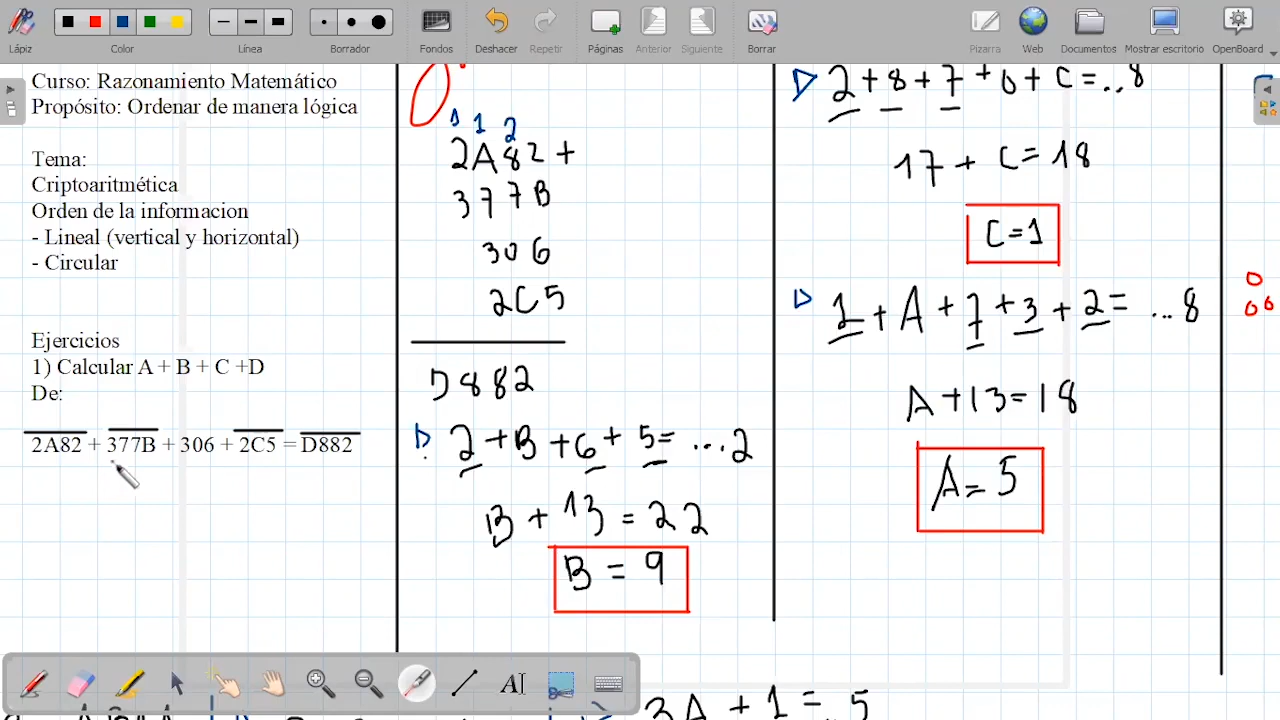 Lápiz Color Línea Borrador Fondos Deshacer Repetir Páginas Anterior Siguiente Borrar Pizarra Web Documentos Mostrar escritorio OpenBoard
Curso: Razonamiento Matemático
Propósito: Ordenar de manera lógica
Tema:
Criptoaritmética
Orden de la informacion
- Lineal (vertical y horizontal)
- Circular
Ejercicios
1) Calcular A + B + C +D
De:
2A82 + 377B + 306 + 2C5 = D882
1 1 2
2A82 +
377B
306
2C5
D882
2 + B + 6 + 5 = ...2
B + 13 = 22
B = 9
2 + 8 + 7 + 0 + C = ..8
17 + C = 18
C = 1
1 + A + 7 + 3 + 2 = ...8
A + 13 = 18
A = 5
3A + 1 = ..5